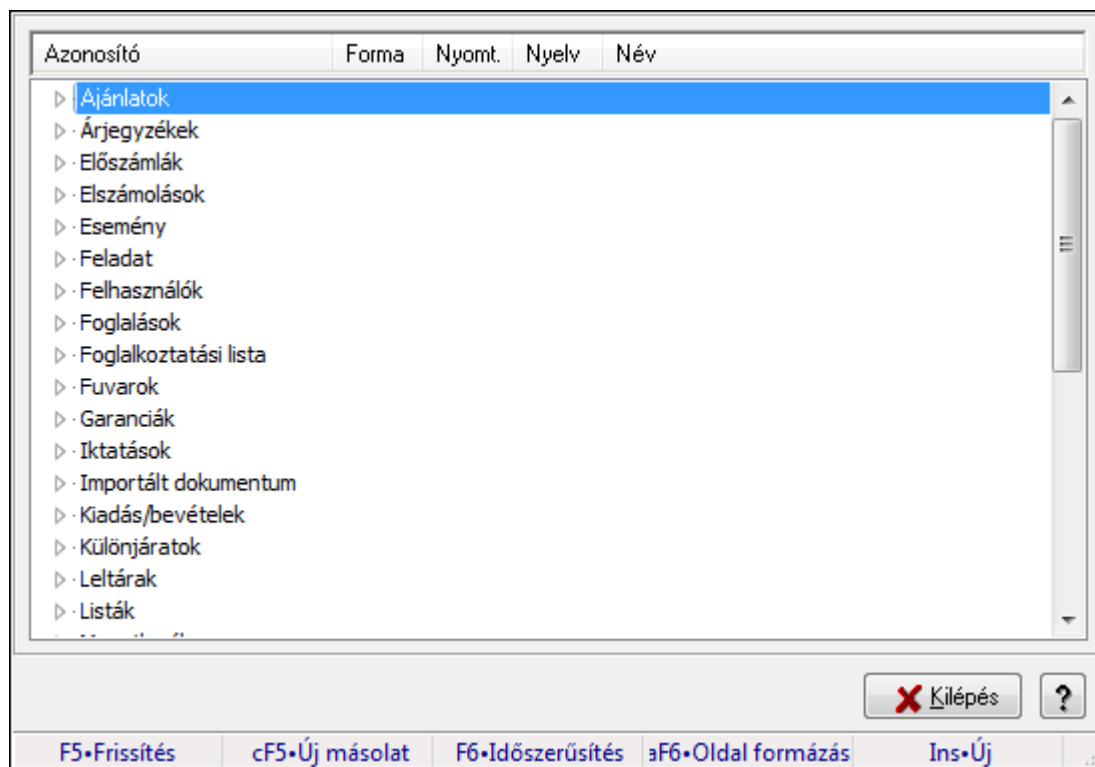 Azonosító Forma Nyomt. Nyelv Név
Ajánlatok
Árjegyzékek
Előszámlák
Elszámolások
Esemény
Feladat
Felhasználók
Foglalások
Foglalkoztatási lista
Fuvarok
Garanciák
Iktatások
Importált dokumentum
Kiadás/bevételek
Különjáratok
Leltárak
Listák
Kilépés ?
F5•Frissítés cF5•Új másolat F6•Időszerűsítés aF6•Oldal formázás Ins•Új